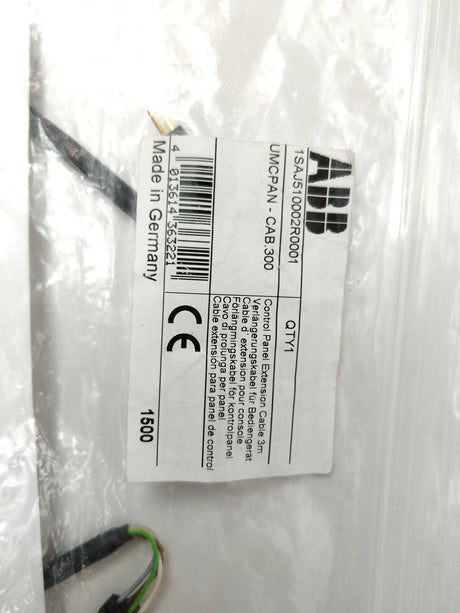 ABB
1SAJ510002R0001
UMCPAN - CAB.300
QTY1
4 013614 363221
Made in Germany
Control Panel Extension Cable 3m
Verlängerungskabel für Bediengerät
Cable d´extension pour console
Förlängningskabel för kontrolpanel
Cavo di prolunga per panel
Cable extensión para panel de control
CE
1500